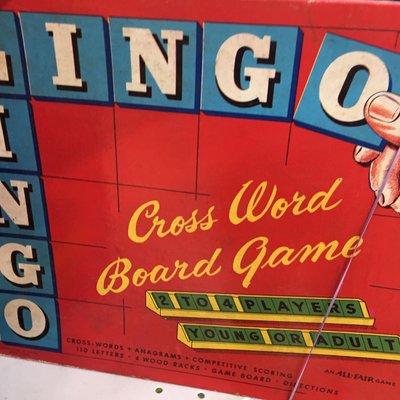 LINGO
LINGO
Cross Word
Board Game
2 TO 4 PLAYERS
YOUNG OR ADULT
CROSS-WORDS • ANAGRAMS • COMPETITIVE SCORING
110 LETTERS • 4 WOOD RACKS • GAME BOARD • DIRECTIONS
AN ALL-FAIR GAME